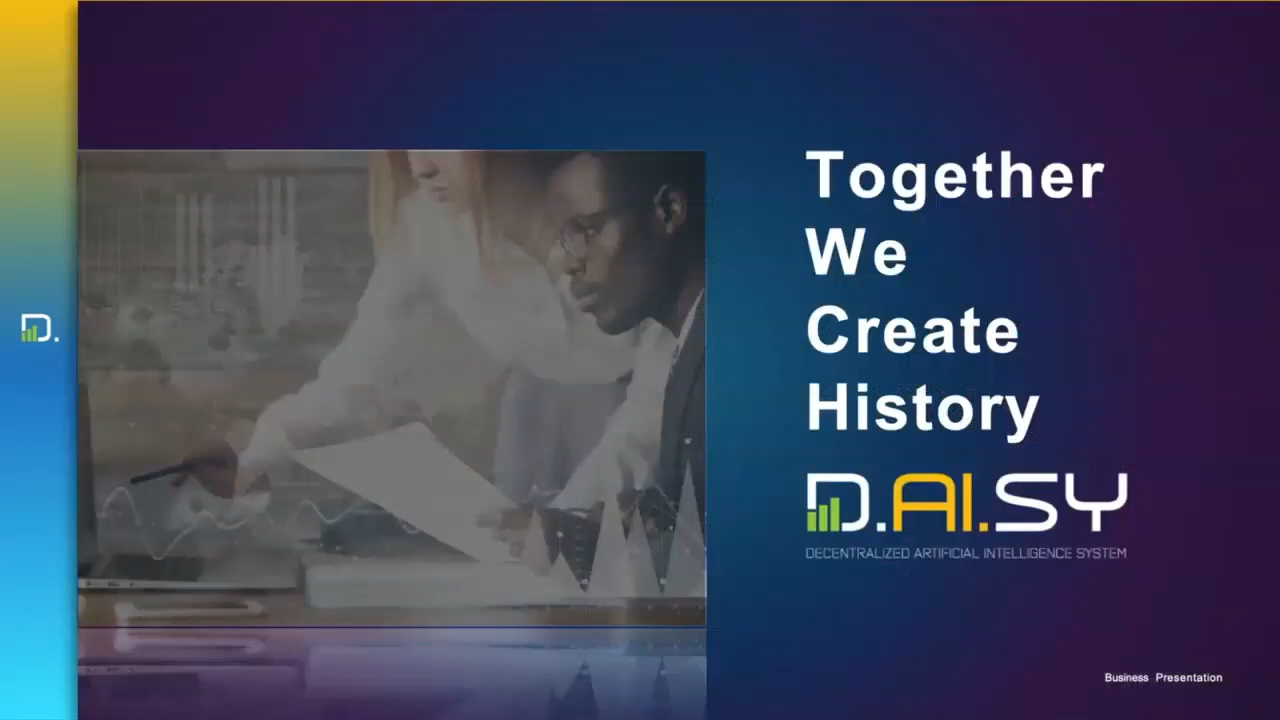 D.
Together
We
Create
History
D.AI.SY
DECENTRALIZED ARTIFICIAL INTELLIGENCE SYSTEM
Business Presentation